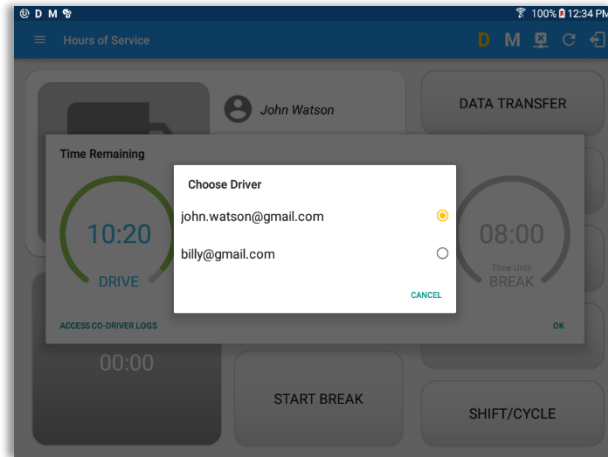 D M 100% 12:34 PM
Hours of Service D M
John Watson
DATA TRANSFER
Time Remaining
Choose Driver
john.watson@gmail.com
billy@gmail.com
CANCEL
10:20
DRIVE
08:00
Time Until
BREAK
ACCESS CO-DRIVER LOGS
OK
00:00
START BREAK
SHIFT/CYCLE